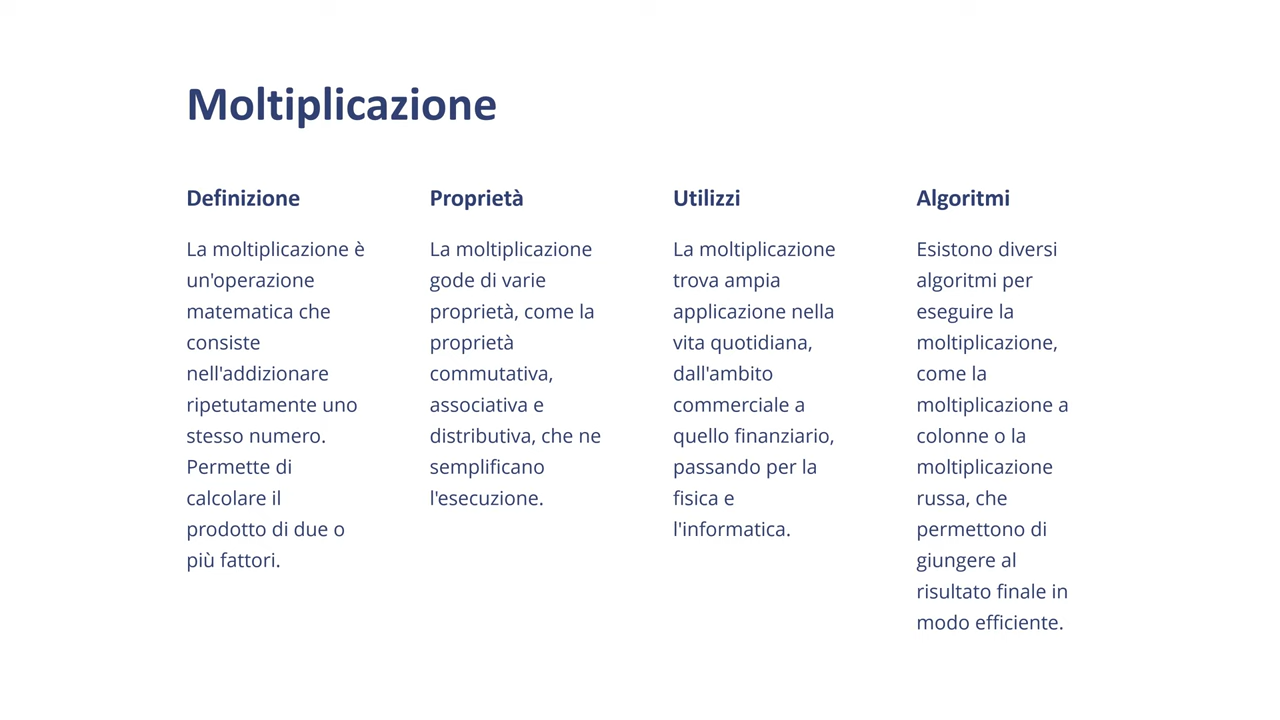 Moltiplicazione
Definizione
La moltiplicazione è
un'operazione
matematica che
consiste
nell'addizionare
ripetutamente uno
stesso numero.
Permette di
calcolare il
prodotto di due o
più fattori.
Proprietà
La moltiplicazione
gode di varie
proprietà, come la
proprietà
commutativa,
associativa e
distributiva, che ne
semplificano
l'esecuzione.
Utilizzi
La moltiplicazione
trova ampia
applicazione nella
vita quotidiana,
dall'ambito
commerciale a
quello finanziario,
passando per la
fisica e
l'informatica.
Algoritmi
Esistono diversi
algoritmi per
eseguire la
moltiplicazione,
come la
moltiplicazione a
colonne o la
moltiplicazione
russa, che
permettono di
giungere al
risultato finale in
modo efficiente.